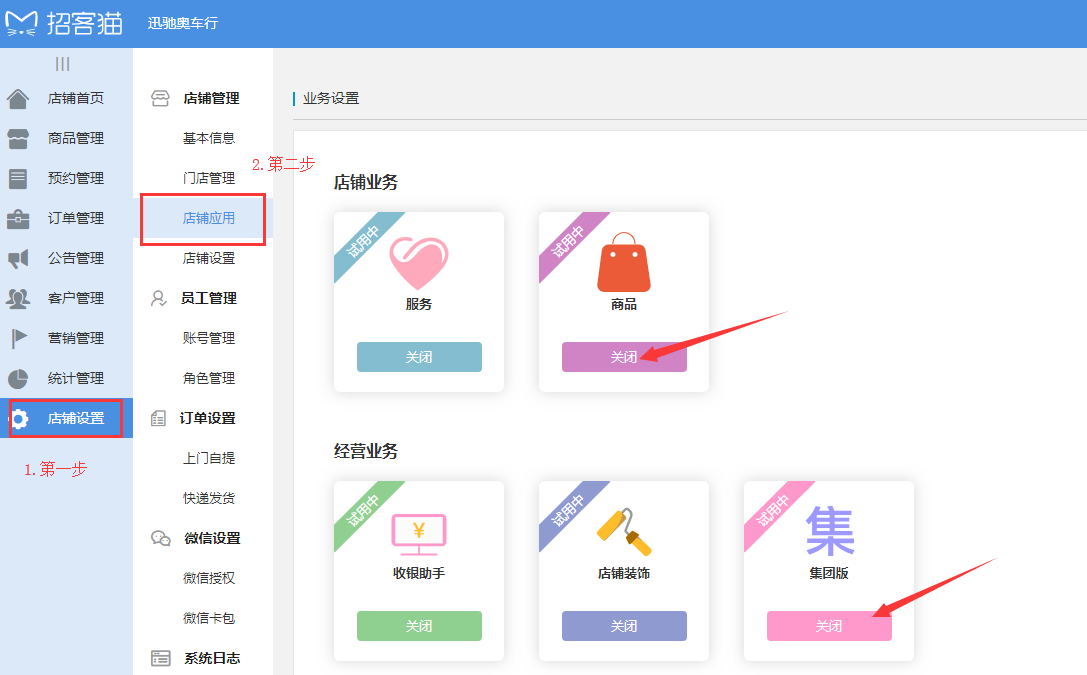 招客猫 迅驰奥车行
店铺首页
商品管理
预约管理
订单管理
公告管理
客户管理
营销管理
统计管理
店铺设置
1.第一步
店铺管理
基本信息
门店管理
2.第二步
店铺应用
店铺设置
员工管理
账号管理
角色管理
订单设置
上门自提
快递发货
微信设置
微信授权
微信卡包
系统日志
业务设置
店铺业务
试用中
服务
关闭
试用中
商品
关闭
经营业务
试用中
¥
收银助手
关闭
试用中
店铺装饰
关闭
试用中
集
集团版
关闭